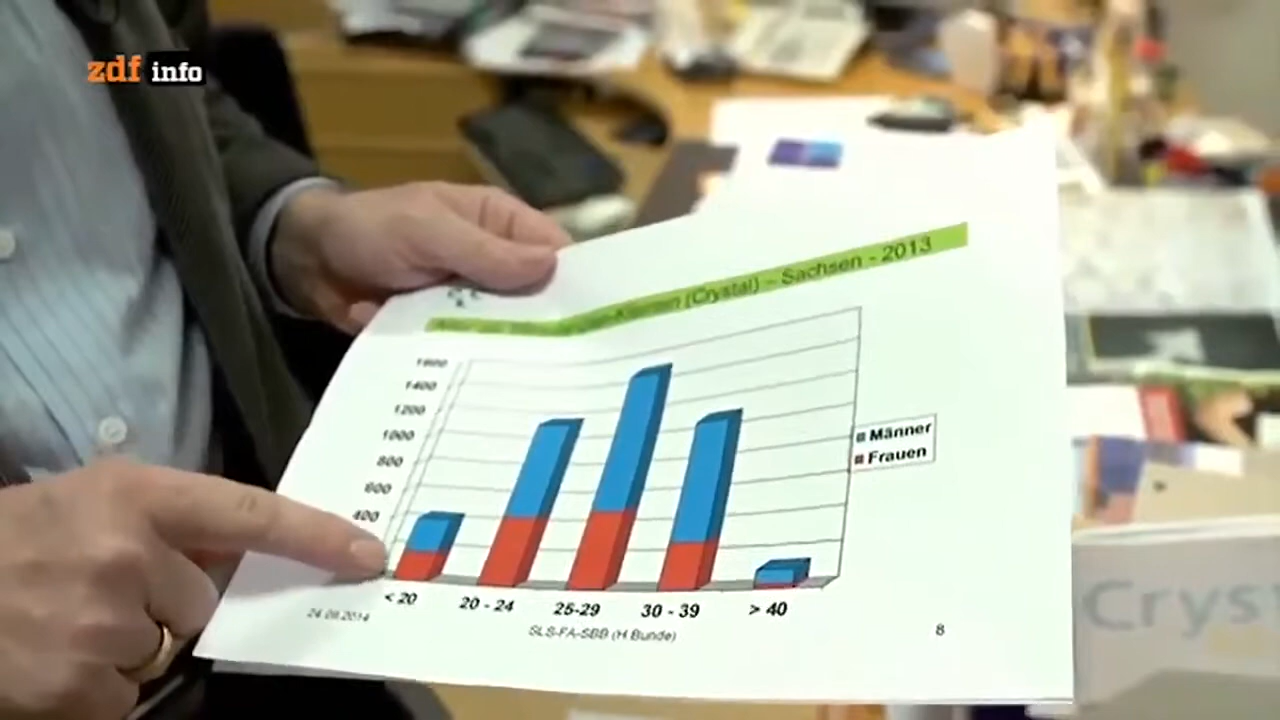 zdf info
(Crystal) - Sachsen - 2013
1600
1400
1200
1000
800
600
400
Männer
Frauen
< 20
20 - 24
25-29
30 - 39
> 40
24.09.2014
SLS-FA-SBB (H.Bunde)
8
Crys